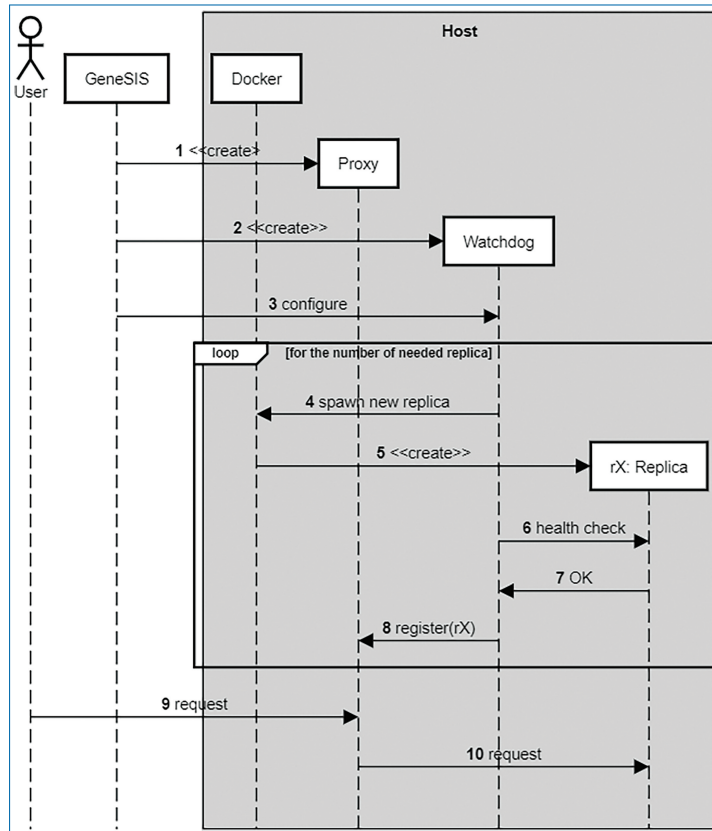 Host
User
GeneSIS
Docker
1 <<create>
Proxy
2 <<create>>
Watchdog
3 configure
loop
[for the number of needed replica]
4 spawn new replica
5 <<create>>
rX: Replica
6 health check
7 OK
8 register(rX)
9 request
10 request